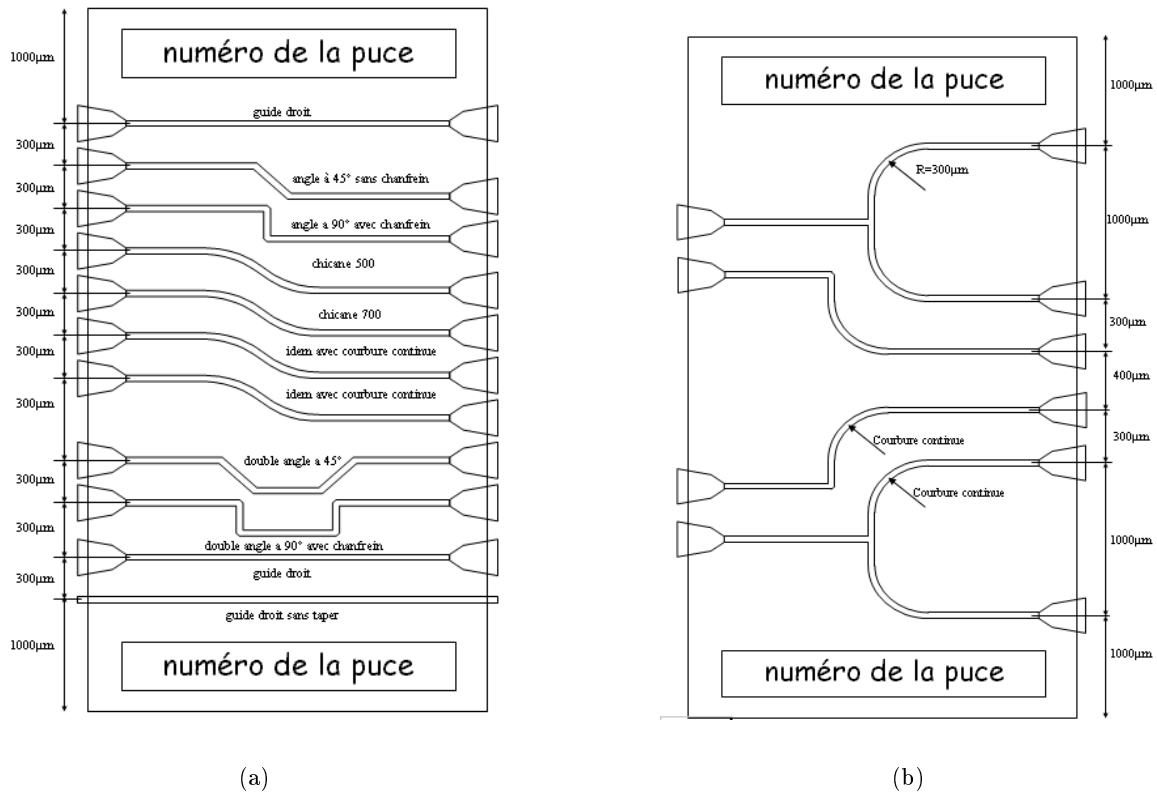 numéro de la puce
1000µm
guide droit
300µm
angle à 45° sans chanfrein
300µm
angle a 90° avec chanfrein
300µm
chicane 500
300µm
chicane 700
300µm
idem avec courbure continue
300µm
idem avec courbure continue
300µm
double angle a 45°
300µm
double angle a 90° avec chanfrein
300µm
guide droit
300µm
guide droit sans taper
1000µm
numéro de la puce
(a)
numéro de la puce
1000µm
R=300µm
1000µm
300µm
400µm
Courbure continue
300µm
Courbure continue
1000µm
1000µm
numéro de la puce
(b)